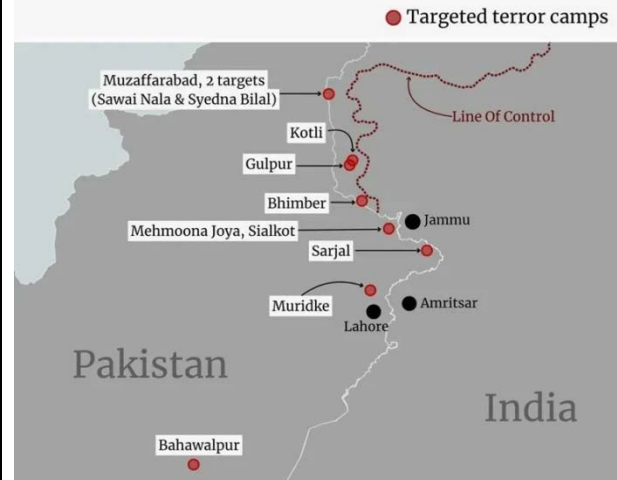 Targeted terror camps
Muzaffarabad, 2 targets
(Sawai Nala & Syedna Bilal)
Line Of Control
Kotli
Gulpur
Bhimber
Jammu
Mehmoona Joya, Sialkot
Sarjal
Muridke
Amritsar
Lahore
Pakistan
India
Bahawalpur